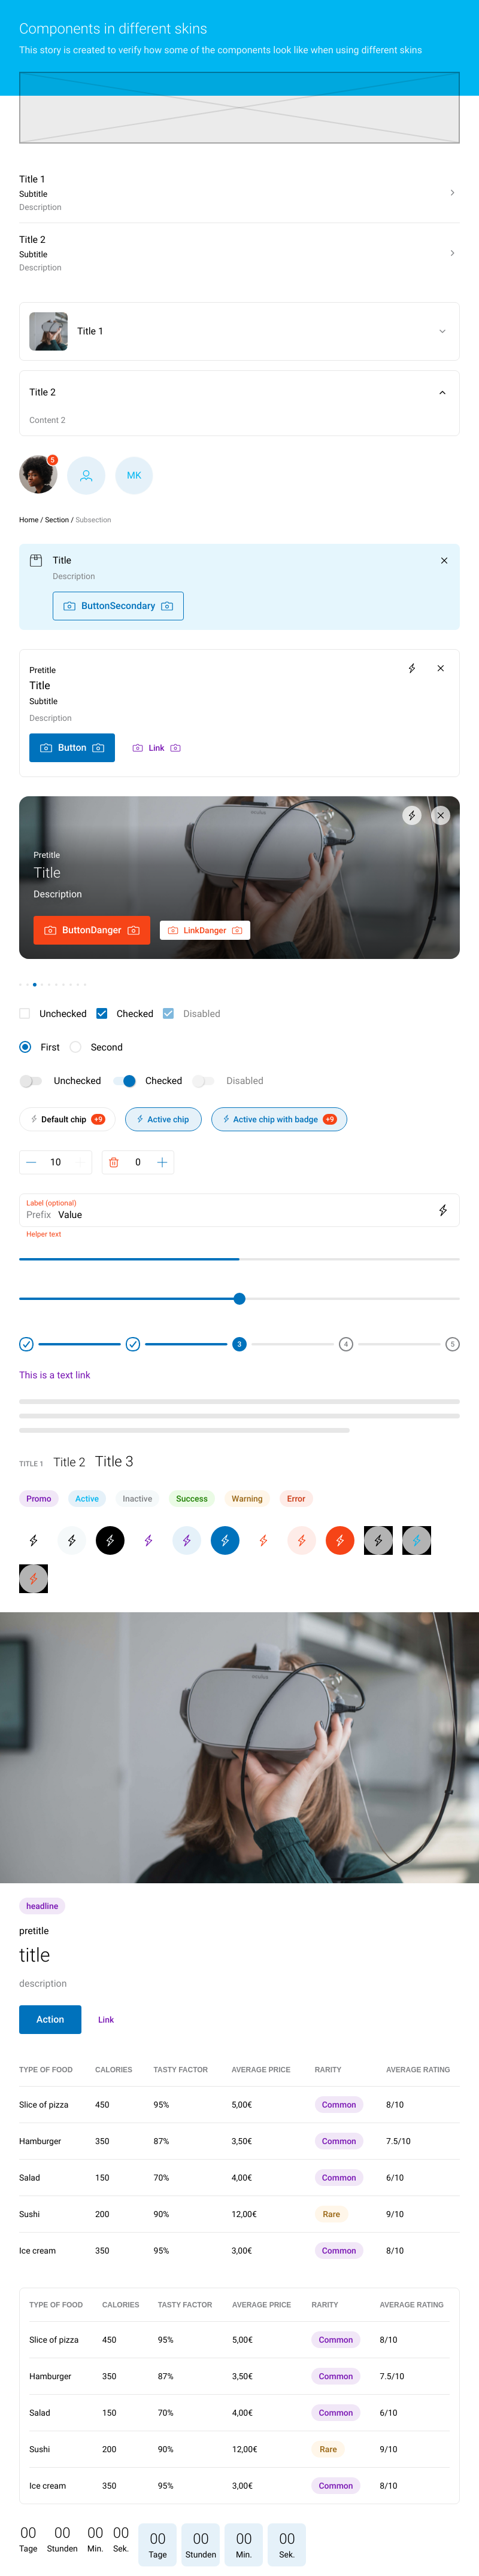 Components in different skins
This story is created to verify how some of the components look like when using different skins
Title 1
Subtitle
Description
Title 2
Subtitle
Description
Title 1
Title 2
Content 2
5
MK
Home / Section / Subsection
Title
Description
ButtonSecondary
Pretitle
Title
Subtitle
Description
Button Link
oculus
Pretitle
Title
Description
ButtonDanger LinkDanger
Unchecked Checked Disabled
First Second
Unchecked Checked Disabled
Default chip +9 Active chip Active chip with badge +9
10 0
Label (optional)
Prefix Value
Helper text
3 4 5
This is a text link
TITLE 1 Title 2 Title 3
Promo Active Inactive Success Warning Error
headline
pretitle
title
description
Action Link
TYPE OF FOOD CALORIES TASTY FACTOR AVERAGE PRICE RARITY AVERAGE RATING
Slice of pizza 450 95% 5,00€ Common 8/10
Hamburger 350 87% 3,50€ Common 7.5/10
Salad 150 70% 4,00€ Common 6/10
Sushi 200 90% 12,00€ Rare 9/10
Ice cream 350 95% 3,00€ Common 8/10
TYPE OF FOOD CALORIES TASTY FACTOR AVERAGE PRICE RARITY AVERAGE RATING
Slice of pizza 450 95% 5,00€ Common 8/10
Hamburger 350 87% 3,50€ Common 7.5/10
Salad 150 70% 4,00€ Common 6/10
Sushi 200 90% 12,00€ Rare 9/10
Ice cream 350 95% 3,00€ Common 8/10
00 00 00 00 00 00 00 00
Tage Stunden Min. Sek. Tage Stunden Min. Sek.